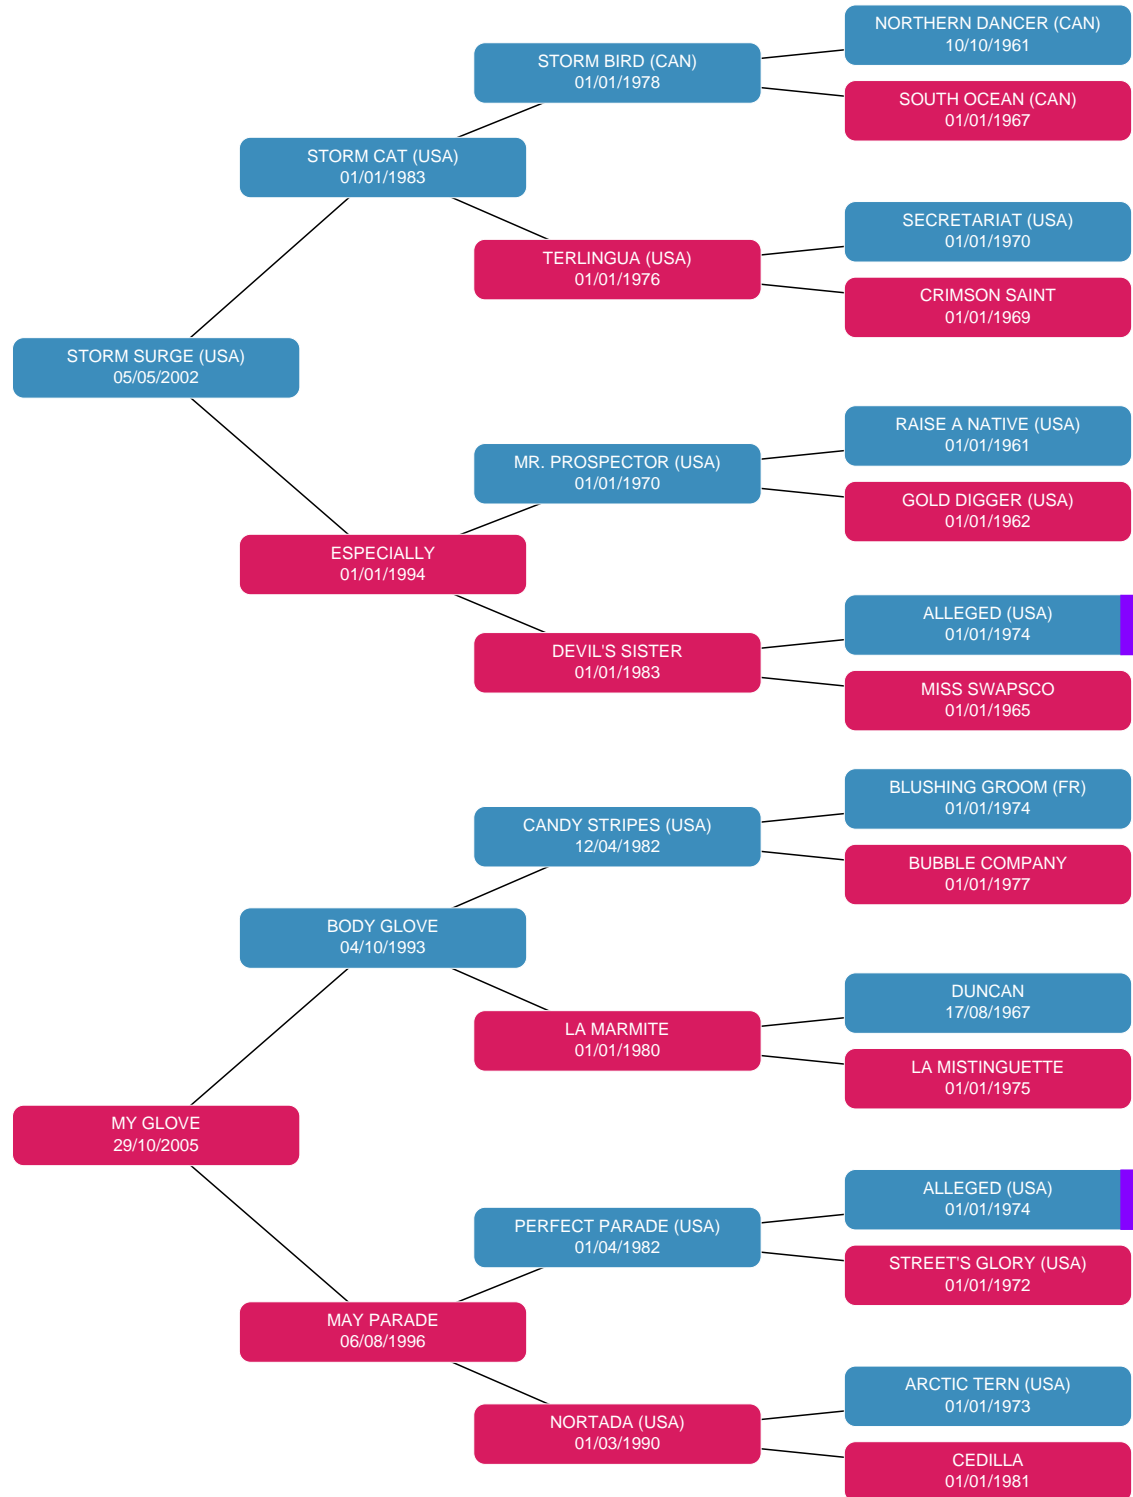 NORTHERN DANCER (CAN)
10/10/1961
STORM BIRD (CAN)
01/01/1978
SOUTH OCEAN (CAN)
01/01/1967
STORM CAT (USA)
01/01/1983
SECRETARIAT (USA)
01/01/1970
TERLINGUA (USA)
01/01/1976
CRIMSON SAINT
01/01/1969
STORM SURGE (USA)
05/05/2002
RAISE A NATIVE (USA)
01/01/1961
MR. PROSPECTOR (USA)
01/01/1970
GOLD DIGGER (USA)
01/01/1962
ESPECIALLY
01/01/1994
ALLEGED (USA)
01/01/1974
DEVIL'S SISTER
01/01/1983
MISS SWAPSCO
01/01/1965
BLUSHING GROOM (FR)
01/01/1974
CANDY STRIPES (USA)
12/04/1982
BUBBLE COMPANY
01/01/1977
BODY GLOVE
04/10/1993
DUNCAN
17/08/1967
LA MARMITE
01/01/1980
LA MISTINGUETTE
01/01/1975
MY GLOVE
29/10/2005
ALLEGED (USA)
01/01/1974
PERFECT PARADE (USA)
01/04/1982
STREET'S GLORY (USA)
01/01/1972
MAY PARADE
06/08/1996
ARCTIC TERN (USA)
01/01/1973
NORTADA (USA)
01/03/1990
CEDILLA
01/01/1981